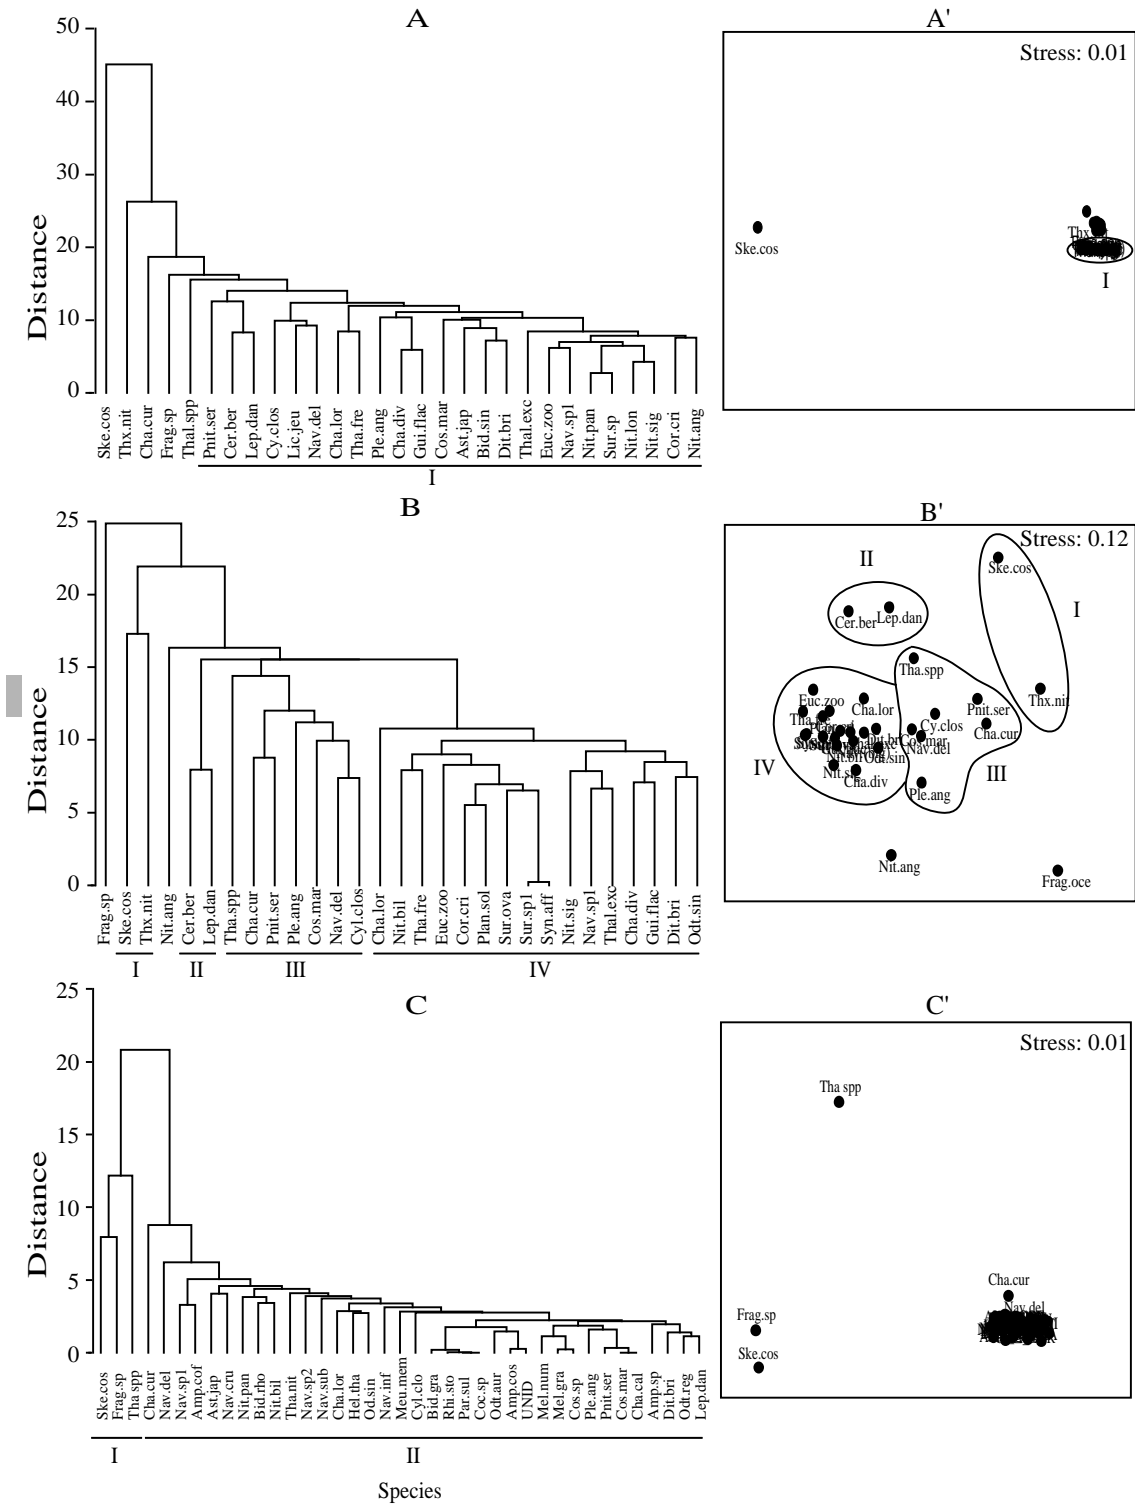 A
A'
50
40
30
20
10
0
Distance
Stress: 0.01
Ske.cos
I
Ske.cos Thx.nit Cha.cur Frag.sp Thal.spp Pnit.ser Cer.ber Lep.dan Cy.clos Lic.jeu Nav.del Cha.lor Tha.fre Ple.ang Cha.div Gui.flac Cos.mar Ast.jap Bid.sin Dit.bri Thal.exc Euc.zoo Nav.sp1 Nit.pan Sur.sp Nit.lon Nit.sig Cor.cri Nit.ang
I
B
B'
25
20
15
10
5
0
Distance
Stress: 0.12
II
Ske.cos
I
Cer.ber
Lep.dan
Tha.spp
Thx.nit
Euc.zoo
Cha.lor
Pnit.ser
Cy.clos
Cha.cur
Cos.mar
Nav.del
IV
Cha.div
III
Ple.ang
Nit.ang
Frag.oce
Frag.sp Ske.cos Thx.nit Nit.ang Cer.ber Lep.dan Tha.spp Cha.cur Pnit.ser Ple.ang Cos.mar Nav.del Cyl.clos Cha.lor Nit.bil Tha.fre Euc.zoo Cor.cri Plan.sol Sur.ova Sur.sp1 Syn.aff Nit.sig Nav.sp1 Thal.exc Cha.div Gui.flac Dit.bri Odt.sin
I II III IV
C
C'
25
20
15
10
5
0
Distance
Stress: 0.01
Tha spp
Cha.cur
Nav.del
Frag.sp
Ske.cos
Ske.cos Frag.sp Tha spp Cha.cur Nav.del Nav.sp1 Amp.cof Ast.jap Nav.cru Nit.pan Bid.rho Nit.bil Tha.nit Nav.sp2 Nav.sub Cha.lor Hel.tha Od.sin Nav.inf Meu.mem Cyl.clo Bid.gra Rhi.sto Par.sul Coc.sp Odt.aur Amp.cos UNID Mel.num Mel.gra Cos.sp Ple.ang Pnit.ser Cos.mar Cha.cal Amp.sp Dit.bri Odt.reg Lep.dan
I II
Species